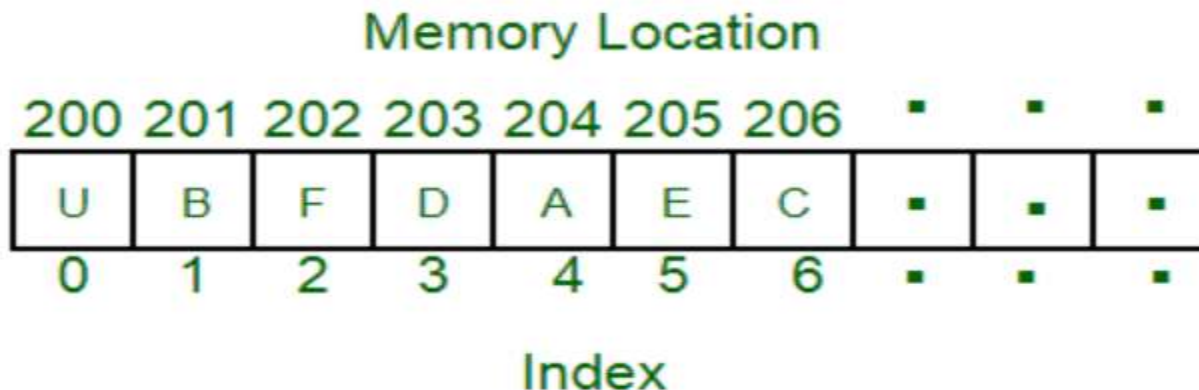 Memory Location
200 201 202 203 204 205 206 . . .
U B F D A E C . . .
0 1 2 3 4 5 6 . . .
Index